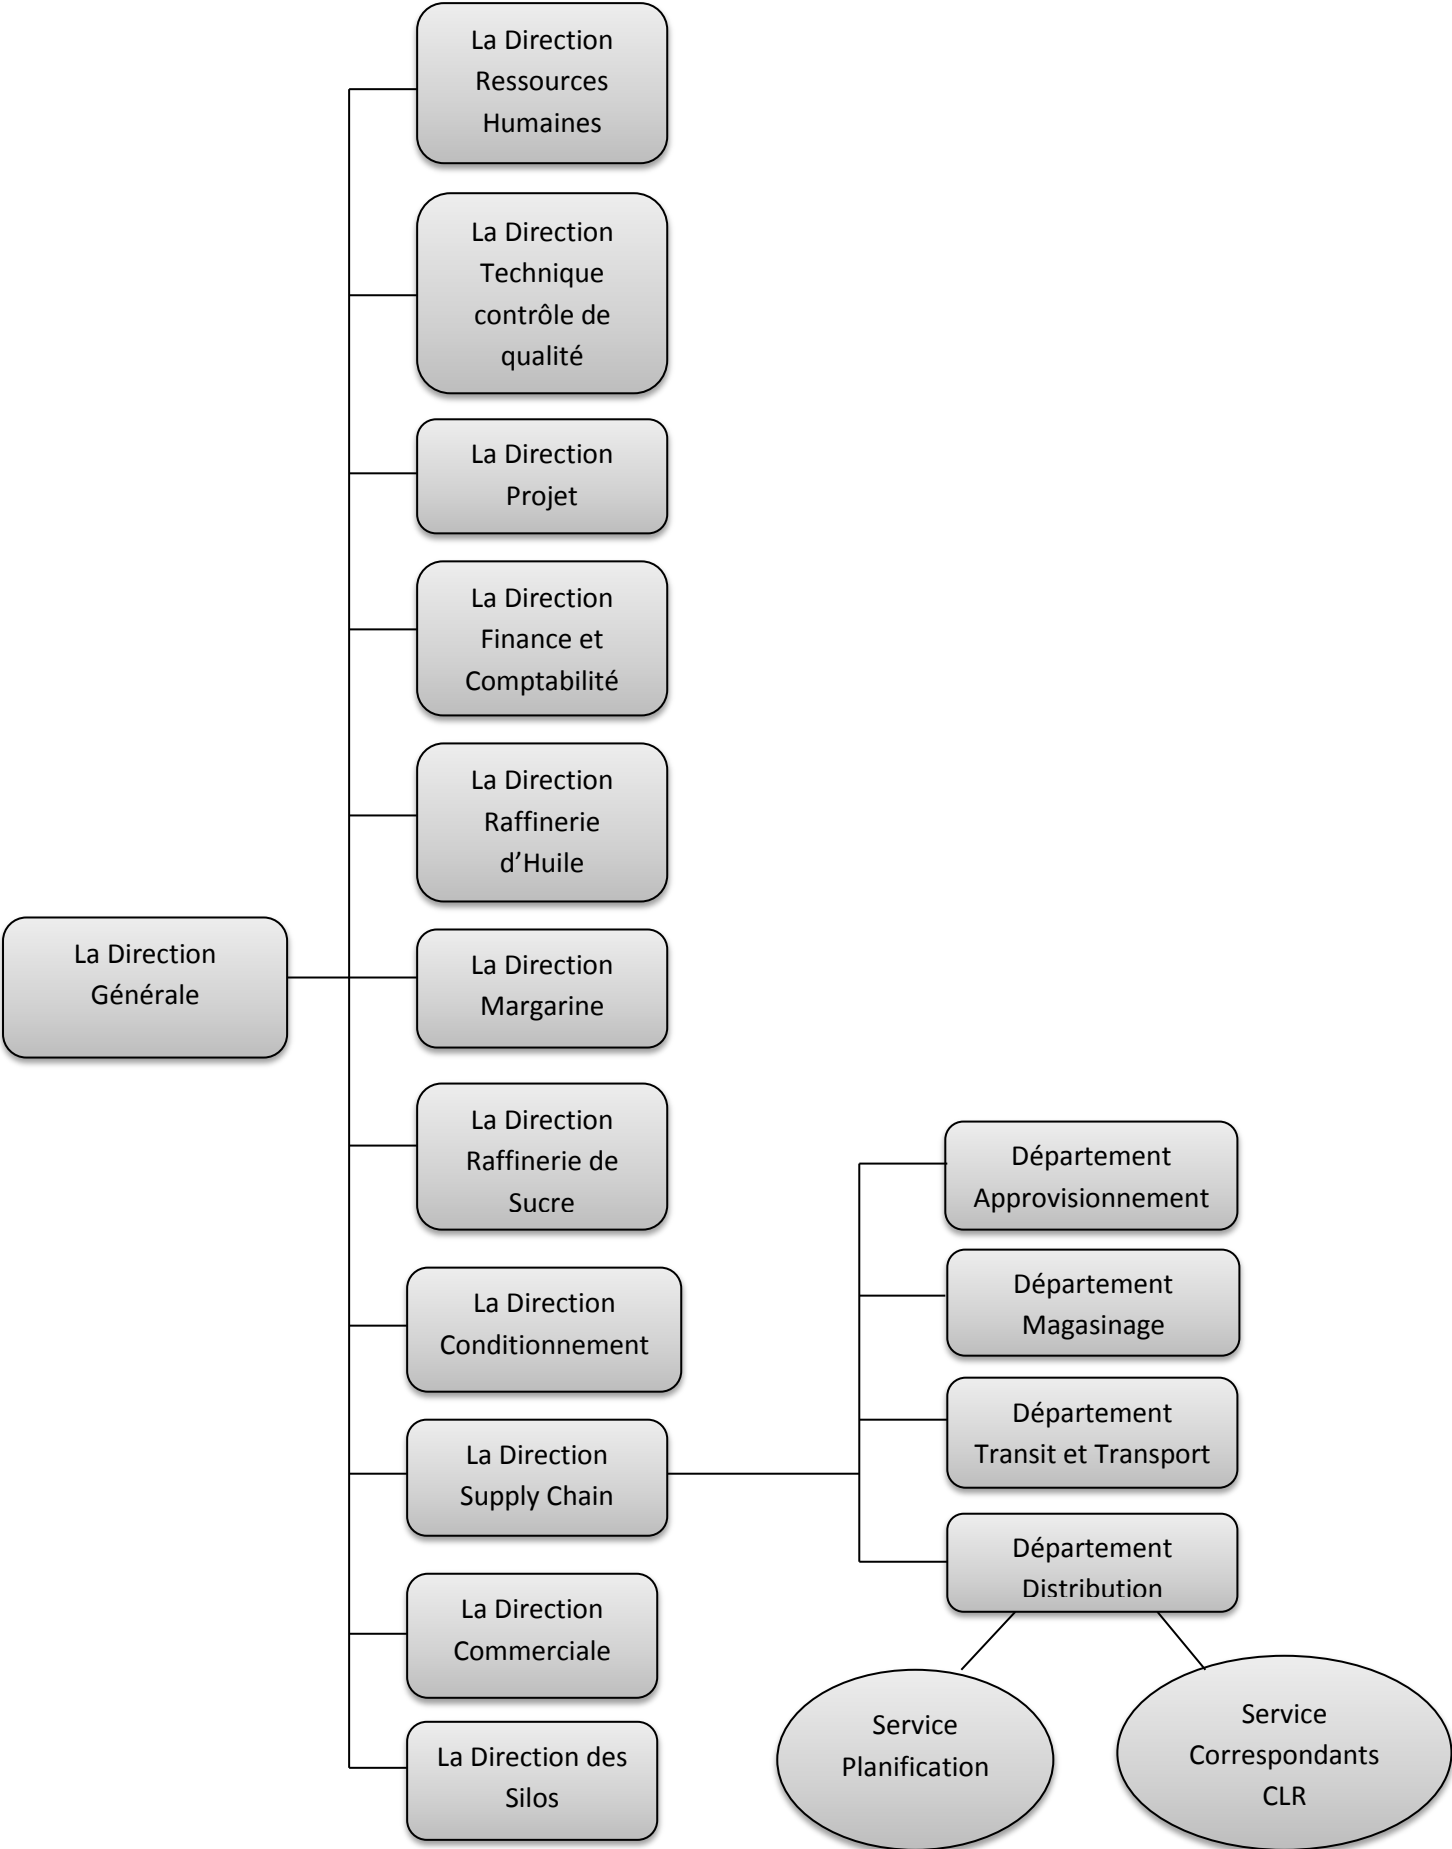 La Direction
Ressources
Humaines
La Direction
Technique
contrôle de
qualité
La Direction
Projet
La Direction
Finance et
Comptabilité
La Direction
Raffinerie
d’Huile
La Direction
Générale
La Direction
Margarine
La Direction
Raffinerie de
Sucre
La Direction
Conditionnement
La Direction
Supply Chain
La Direction
Commerciale
La Direction des
Silos
Département
Approvisionnement
Département
Magasinage
Département
Transit et Transport
Département
Distribution
Service
Planification
Service
Correspondants
CLR